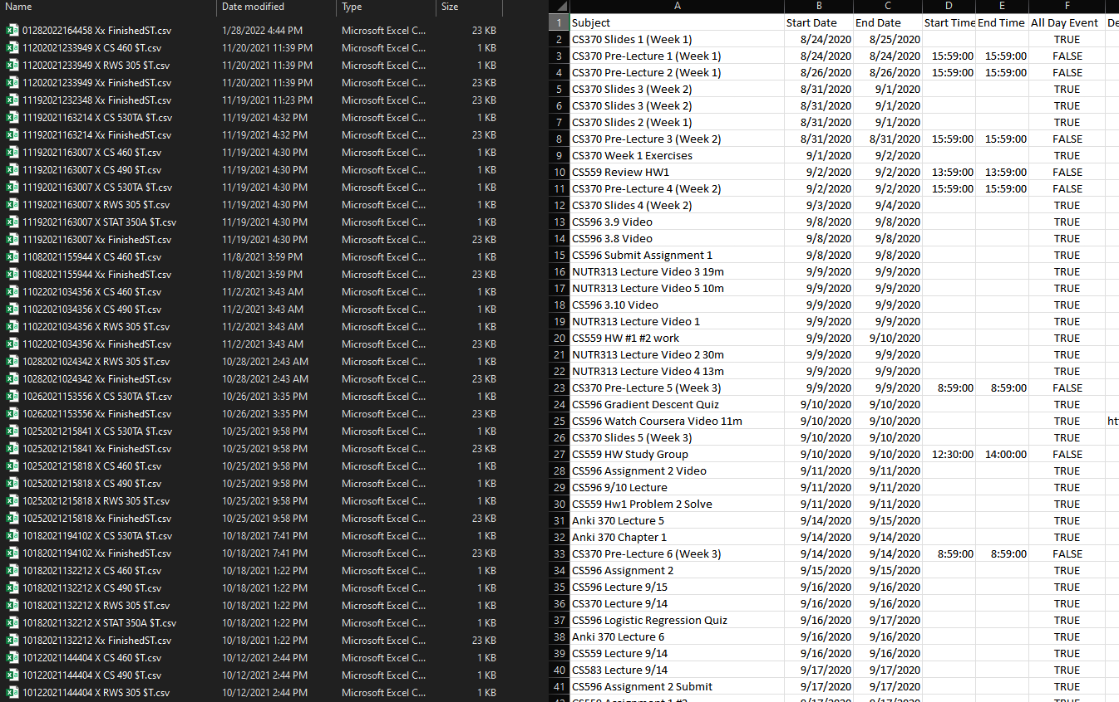 Name Date modified Type Size
01282022164458 Xx FinishedST.csv 1/28/2022 4:44 PM Microsoft Excel C... 23 KB
11202021233949 X CS 460 $T.csv 11/20/2021 11:39 PM Microsoft Excel C... 1 KB
11202021233949 X RWS 305 $T.csv 11/20/2021 11:39 PM Microsoft Excel C... 1 KB
11202021233949 Xx FinishedST.csv 11/20/2021 11:39 PM Microsoft Excel C... 23 KB
11192021232348 Xx FinishedST.csv 11/19/2021 11:23 PM Microsoft Excel C... 23 KB
11192021163214 X CS 530TA $T.csv 11/19/2021 4:32 PM Microsoft Excel C... 1 KB
11192021163214 Xx FinishedST.csv 11/19/2021 4:32 PM Microsoft Excel C... 23 KB
11192021163007 X CS 460 $T.csv 11/19/2021 4:30 PM Microsoft Excel C... 1 KB
11192021163007 X CS 490 $T.csv 11/19/2021 4:30 PM Microsoft Excel C... 1 KB
11192021163007 X CS 530TA $T.csv 11/19/2021 4:30 PM Microsoft Excel C... 1 KB
11192021163007 X RWS 305 $T.csv 11/19/2021 4:30 PM Microsoft Excel C... 1 KB
11192021163007 X STAT 350A $T.csv 11/19/2021 4:30 PM Microsoft Excel C... 1 KB
11192021163007 Xx FinishedST.csv 11/19/2021 4:30 PM Microsoft Excel C... 23 KB
11082021155944 X CS 460 $T.csv 11/8/2021 3:59 PM Microsoft Excel C... 1 KB
11082021155944 Xx FinishedST.csv 11/8/2021 3:59 PM Microsoft Excel C... 23 KB
11022021034356 X CS 460 $T.csv 11/2/2021 3:43 AM Microsoft Excel C... 1 KB
11022021034356 X CS 490 $T.csv 11/2/2021 3:43 AM Microsoft Excel C... 1 KB
11022021034356 X RWS 305 $T.csv 11/2/2021 3:43 AM Microsoft Excel C... 1 KB
11022021034356 Xx FinishedST.csv 11/2/2021 3:43 AM Microsoft Excel C... 23 KB
10282021024342 X RWS 305 $T.csv 10/28/2021 2:43 AM Microsoft Excel C... 1 KB
10282021024342 Xx FinishedST.csv 10/28/2021 2:43 AM Microsoft Excel C... 23 KB
10262021153556 X CS 530TA $T.csv 10/26/2021 3:35 PM Microsoft Excel C... 1 KB
10262021153556 Xx FinishedST.csv 10/26/2021 3:35 PM Microsoft Excel C... 23 KB
10252021215841 X CS 530TA $T.csv 10/25/2021 9:58 PM Microsoft Excel C... 1 KB
10252021215841 Xx FinishedST.csv 10/25/2021 9:58 PM Microsoft Excel C... 23 KB
10252021215818 X CS 460 $T.csv 10/25/2021 9:58 PM Microsoft Excel C... 1 KB
10252021215818 X CS 490 $T.csv 10/25/2021 9:58 PM Microsoft Excel C... 1 KB
10252021215818 X RWS 305 $T.csv 10/25/2021 9:58 PM Microsoft Excel C... 1 KB
10252021215818 Xx FinishedST.csv 10/25/2021 9:58 PM Microsoft Excel C... 23 KB
10182021194102 X CS 530TA $T.csv 10/18/2021 7:41 PM Microsoft Excel C... 1 KB
10182021194102 Xx FinishedST.csv 10/18/2021 7:41 PM Microsoft Excel C... 23 KB
10182021132212 X CS 460 $T.csv 10/18/2021 1:22 PM Microsoft Excel C... 1 KB
10182021132212 X CS 490 $T.csv 10/18/2021 1:22 PM Microsoft Excel C... 1 KB
10182021132212 X RWS 305 $T.csv 10/18/2021 1:22 PM Microsoft Excel C... 1 KB
10182021132212 X STAT 350A $T.csv 10/18/2021 1:22 PM Microsoft Excel C... 1 KB
10182021132212 Xx FinishedST.csv 10/18/2021 1:22 PM Microsoft Excel C... 23 KB
10122021144404 X CS 460 $T.csv 10/12/2021 2:44 PM Microsoft Excel C... 1 KB
10122021144404 X CS 490 $T.csv 10/12/2021 2:44 PM Microsoft Excel C... 1 KB
10122021144404 X RWS 305 $T.csv 10/12/2021 2:44 PM Microsoft Excel C... 1 KB
A B C D E F
1 Subject Start Date End Date Start Time End Time All Day Event De
2 CS370 Slides 1 (Week 1) 8/24/2020 8/25/2020 TRUE
3 CS370 Pre-Lecture 1 (Week 1) 8/24/2020 8/24/2020 15:59:00 15:59:00 FALSE
4 CS370 Pre-Lecture 2 (Week 1) 8/26/2020 8/26/2020 15:59:00 15:59:00 FALSE
5 CS370 Slides 3 (Week 2) 8/31/2020 9/1/2020 TRUE
6 CS370 Slides 3 (Week 2) 8/31/2020 9/1/2020 TRUE
7 CS370 Slides 2 (Week 1) 8/31/2020 9/1/2020 TRUE
8 CS370 Pre-Lecture 3 (Week 2) 8/31/2020 8/31/2020 15:59:00 15:59:00 FALSE
9 CS370 Week 1 Exercises 9/1/2020 9/2/2020 TRUE
10 CS559 Review HW1 9/2/2020 9/2/2020 13:59:00 13:59:00 FALSE
11 CS370 Pre-Lecture 4 (Week 2) 9/2/2020 9/2/2020 15:59:00 15:59:00 FALSE
12 CS370 Slides 4 (Week 2) 9/3/2020 9/4/2020 TRUE
13 CS596 3.9 Video 9/8/2020 9/8/2020 TRUE
14 CS596 3.8 Video 9/8/2020 9/8/2020 TRUE
15 CS596 Submit Assignment 1 9/8/2020 9/8/2020 TRUE
16 NUTR313 Lecture Video 3 19m 9/9/2020 9/9/2020 TRUE
17 NUTR313 Lecture Video 5 10m 9/9/2020 9/9/2020 TRUE
18 CS596 3.10 Video 9/9/2020 9/9/2020 TRUE
19 NUTR313 Lecture Video 1 9/9/2020 9/9/2020 TRUE
20 CS559 HW #1 #2 work 9/9/2020 9/10/2020 TRUE
21 NUTR313 Lecture Video 2 30m 9/9/2020 9/9/2020 TRUE
22 NUTR313 Lecture Video 4 13m 9/9/2020 9/9/2020 TRUE
23 CS370 Pre-Lecture 5 (Week 3) 9/9/2020 9/9/2020 8:59:00 8:59:00 FALSE
24 CS596 Gradient Descent Quiz 9/10/2020 9/10/2020 TRUE
25 CS596 Watch Coursera Video 11m 9/10/2020 9/10/2020 TRUE ht
26 CS370 Slides 5 (Week 3) 9/10/2020 9/10/2020 TRUE
27 CS559 HW Study Group 9/10/2020 9/10/2020 12:30:00 14:00:00 FALSE
28 CS596 Assignment 2 Video 9/11/2020 9/11/2020 TRUE
29 CS596 9/10 Lecture 9/11/2020 9/11/2020 TRUE
30 CS559 Hw1 Problem 2 Solve 9/11/2020 9/11/2020 TRUE
31 Anki 370 Lecture 5 9/14/2020 9/15/2020 TRUE
32 Anki 370 Chapter 1 9/14/2020 9/14/2020 TRUE
33 CS370 Pre-Lecture 6 (Week 3) 9/14/2020 9/14/2020 8:59:00 8:59:00 FALSE
34 CS596 Assignment 2 9/15/2020 9/15/2020 TRUE
35 CS596 Lecture 9/15 9/16/2020 9/16/2020 TRUE
36 CS370 Lecture 9/14 9/16/2020 9/16/2020 TRUE
37 CS596 Logistic Regression Quiz 9/16/2020 9/17/2020 TRUE
38 Anki 370 Lecture 6 9/16/2020 9/16/2020 TRUE
39 CS559 Lecture 9/14 9/16/2020 9/16/2020 TRUE
40 CS583 Lecture 9/14 9/17/2020 9/17/2020 TRUE
41 CS596 Assignment 2 Submit 9/17/2020 9/17/2020 TRUE